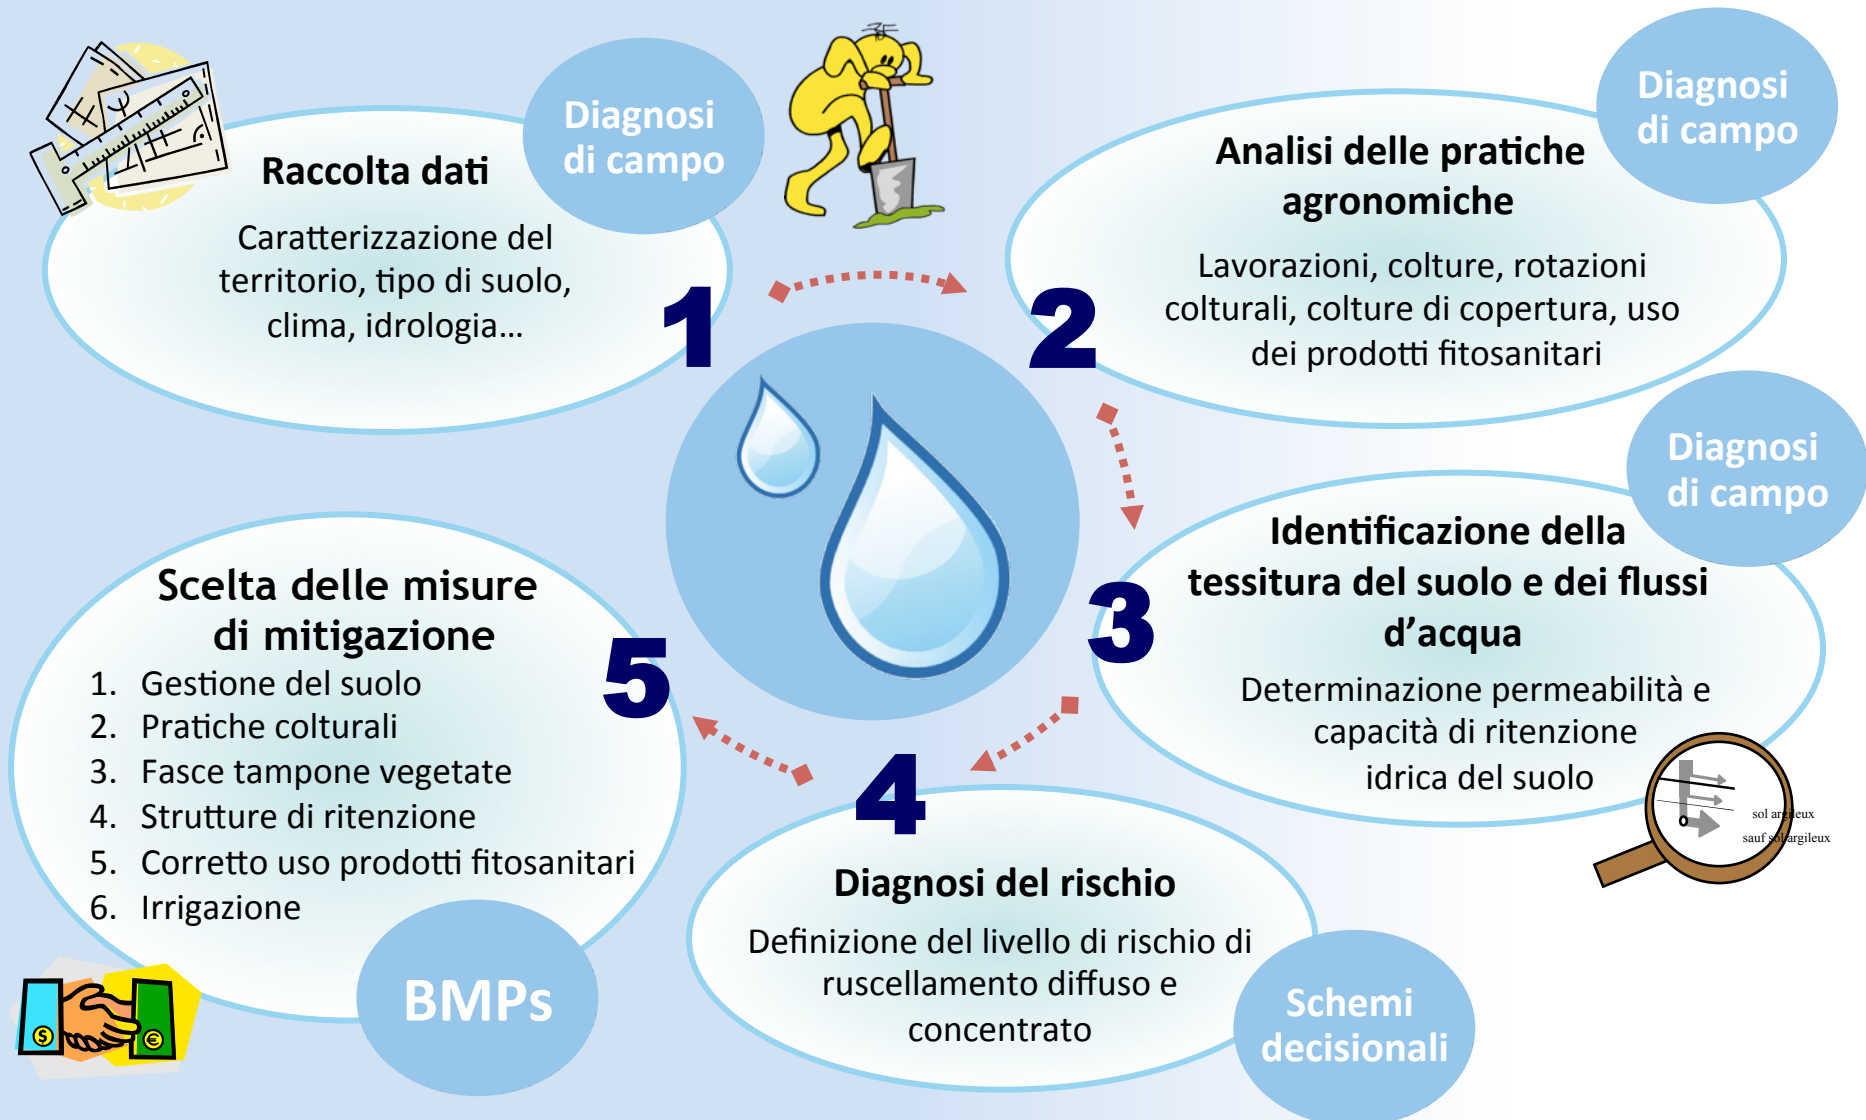 Diagnosi
di campo
Raccolta dati
Caratterizzazione del
territorio, tipo di suolo,
clima, idrologia...
1
Diagnosi
di campo
Analisi delle pratiche
agronomiche
Lavorazioni, colture, rotazioni
colturali, colture di copertura, uso
dei prodotti fitosanitari
2
Diagnosi
di campo
Identificazione della
tessitura del suolo e dei flussi
d’acqua
Determinazione permeabilità e
capacità di ritenzione
idrica del suolo
3
sol argileux
sauf sol argileux
4
Diagnosi del rischio
Definizione del livello di rischio di
ruscellamento diffuso e
concentrato
Schemi
decisionali
5
Scelta delle misure
di mitigazione
1. Gestione del suolo
2. Pratiche colturali
3. Fasce tampone vegetate
4. Strutture di ritenzione
5. Corretto uso prodotti fitosanitari
6. Irrigazione
BMPs
$
€